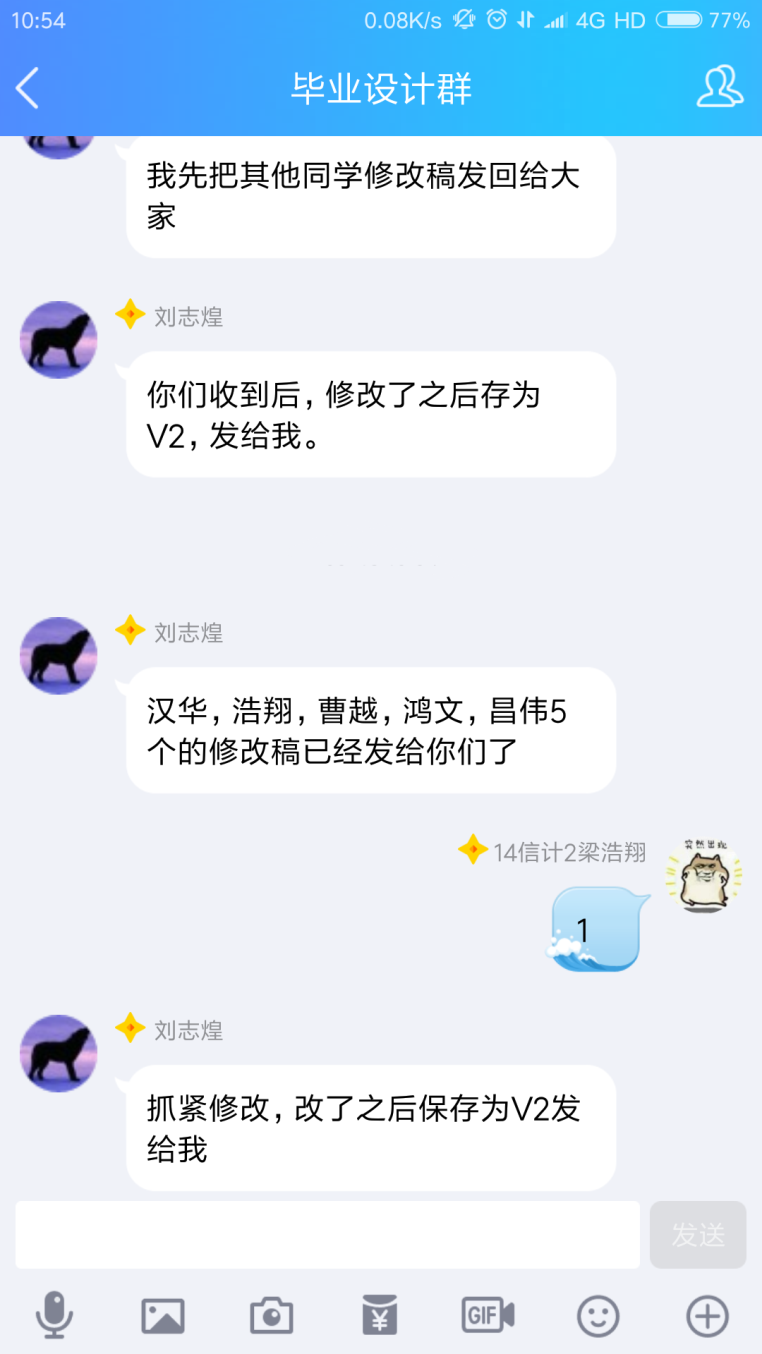 10:54 0.08K/s 4G HD 77%
毕业设计群
我先把其他同学修改稿发回给大
家
刘志煌
你们收到后,修改了之后存为
V2,发给我。
刘志煌
汉华,浩翔,曹越,鸿文,昌伟5
个的修改稿已经发给你们了
14信计2梁浩翔
突然出现
1
刘志煌
抓紧修改,改了之后保存为V2发
给我
发送
¥
GIF